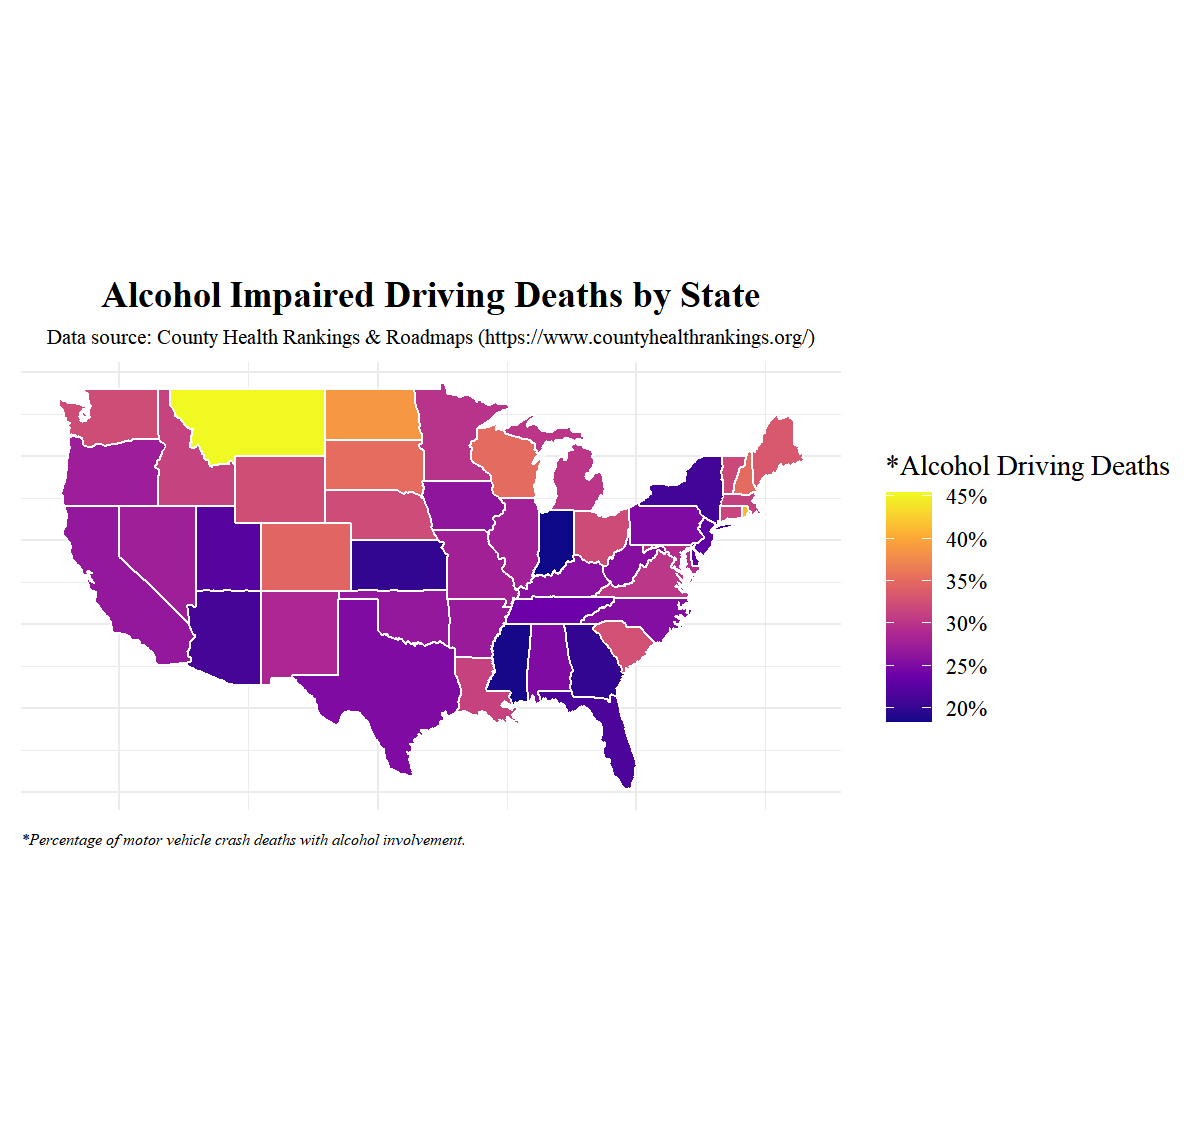 Alcohol Impaired Driving Deaths by State
Data source: County Health Rankings & Roadmaps (https://www.countyhealthrankings.org/)
*Alcohol Driving Deaths
45%
40%
35%
30%
25%
20%
*Percentage of motor vehicle crash deaths with alcohol involvement.